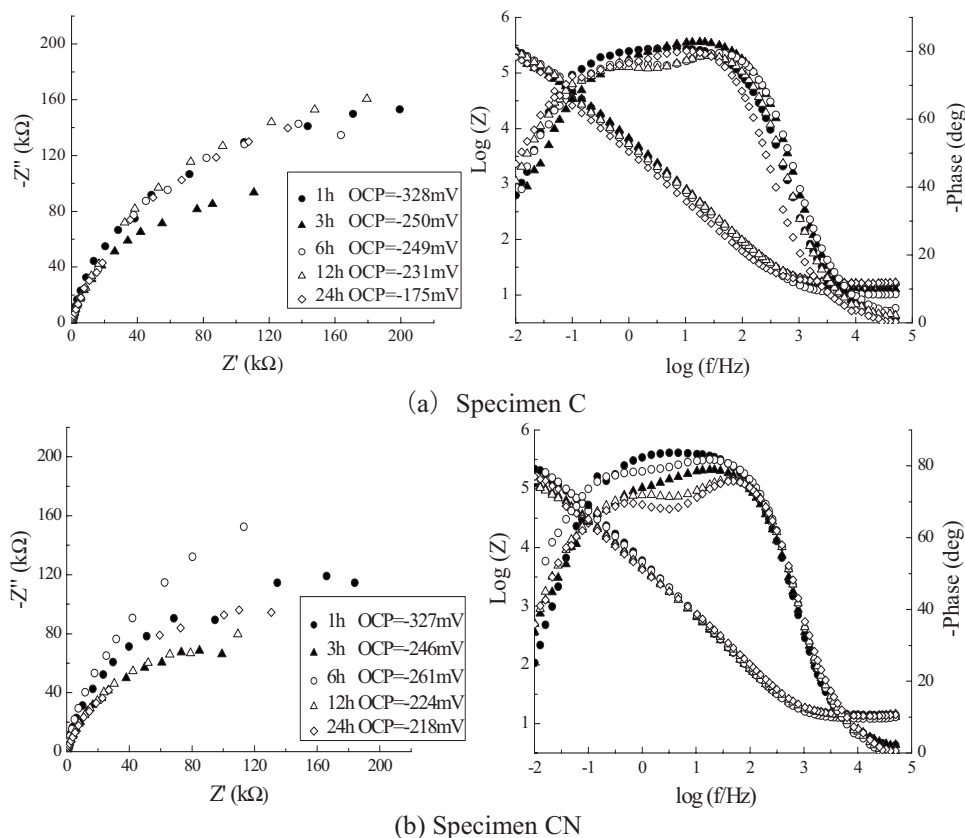 200
160
120
80
40
0
-Z'' (kΩ)
0 40 80 120 160 200
Z' (kΩ)
1h OCP=-328mV
3h OCP=-250mV
6h OCP=-249mV
12h OCP=-231mV
24h OCP=-175mV
6
5
4
3
2
1
Log (Z)
-2 -1 0 1 2 3 4 5
log (f/Hz)
80
60
40
20
0
-Phase (deg)
(a) Specimen C
200
160
120
80
40
0
-Z'' (kΩ)
0 40 80 120 160 200
Z' (kΩ)
1h OCP=-327mV
3h OCP=-246mV
6h OCP=-261mV
12h OCP=-224mV
24h OCP=-218mV
6
5
4
3
2
1
Log (Z)
-2 -1 0 1 2 3 4 5
log (f/Hz)
80
60
40
20
0
-Phase (deg)
(b) Specimen CN